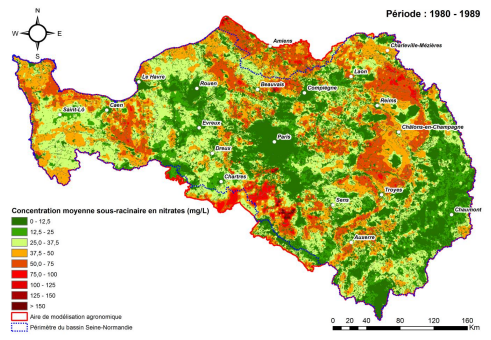 Période : 1980 - 1989
N
W
E
S
Amiens
Charleville-Mézières
Le Havre
Laon
Rouen
Beauvais
Compiègne
Saint-Lô
Caen
Reims
Evreux
Châlons-en-Champagne
Paris
Dreux
Chartres
Troyes
Sens
Chaumont
Auxerre
Concentration moyenne sous-racinaire en nitrates (mg/L)
0 - 12,5
12,5 - 25
25,0 - 37,5
37,5 - 50
50,0 - 75
75,0 - 100
100 - 125
125 - 150
> 150
Aire de modélisation agronomique
Périmètre du bassin Seine-Normandie
0 20 40 80 120 160
Km